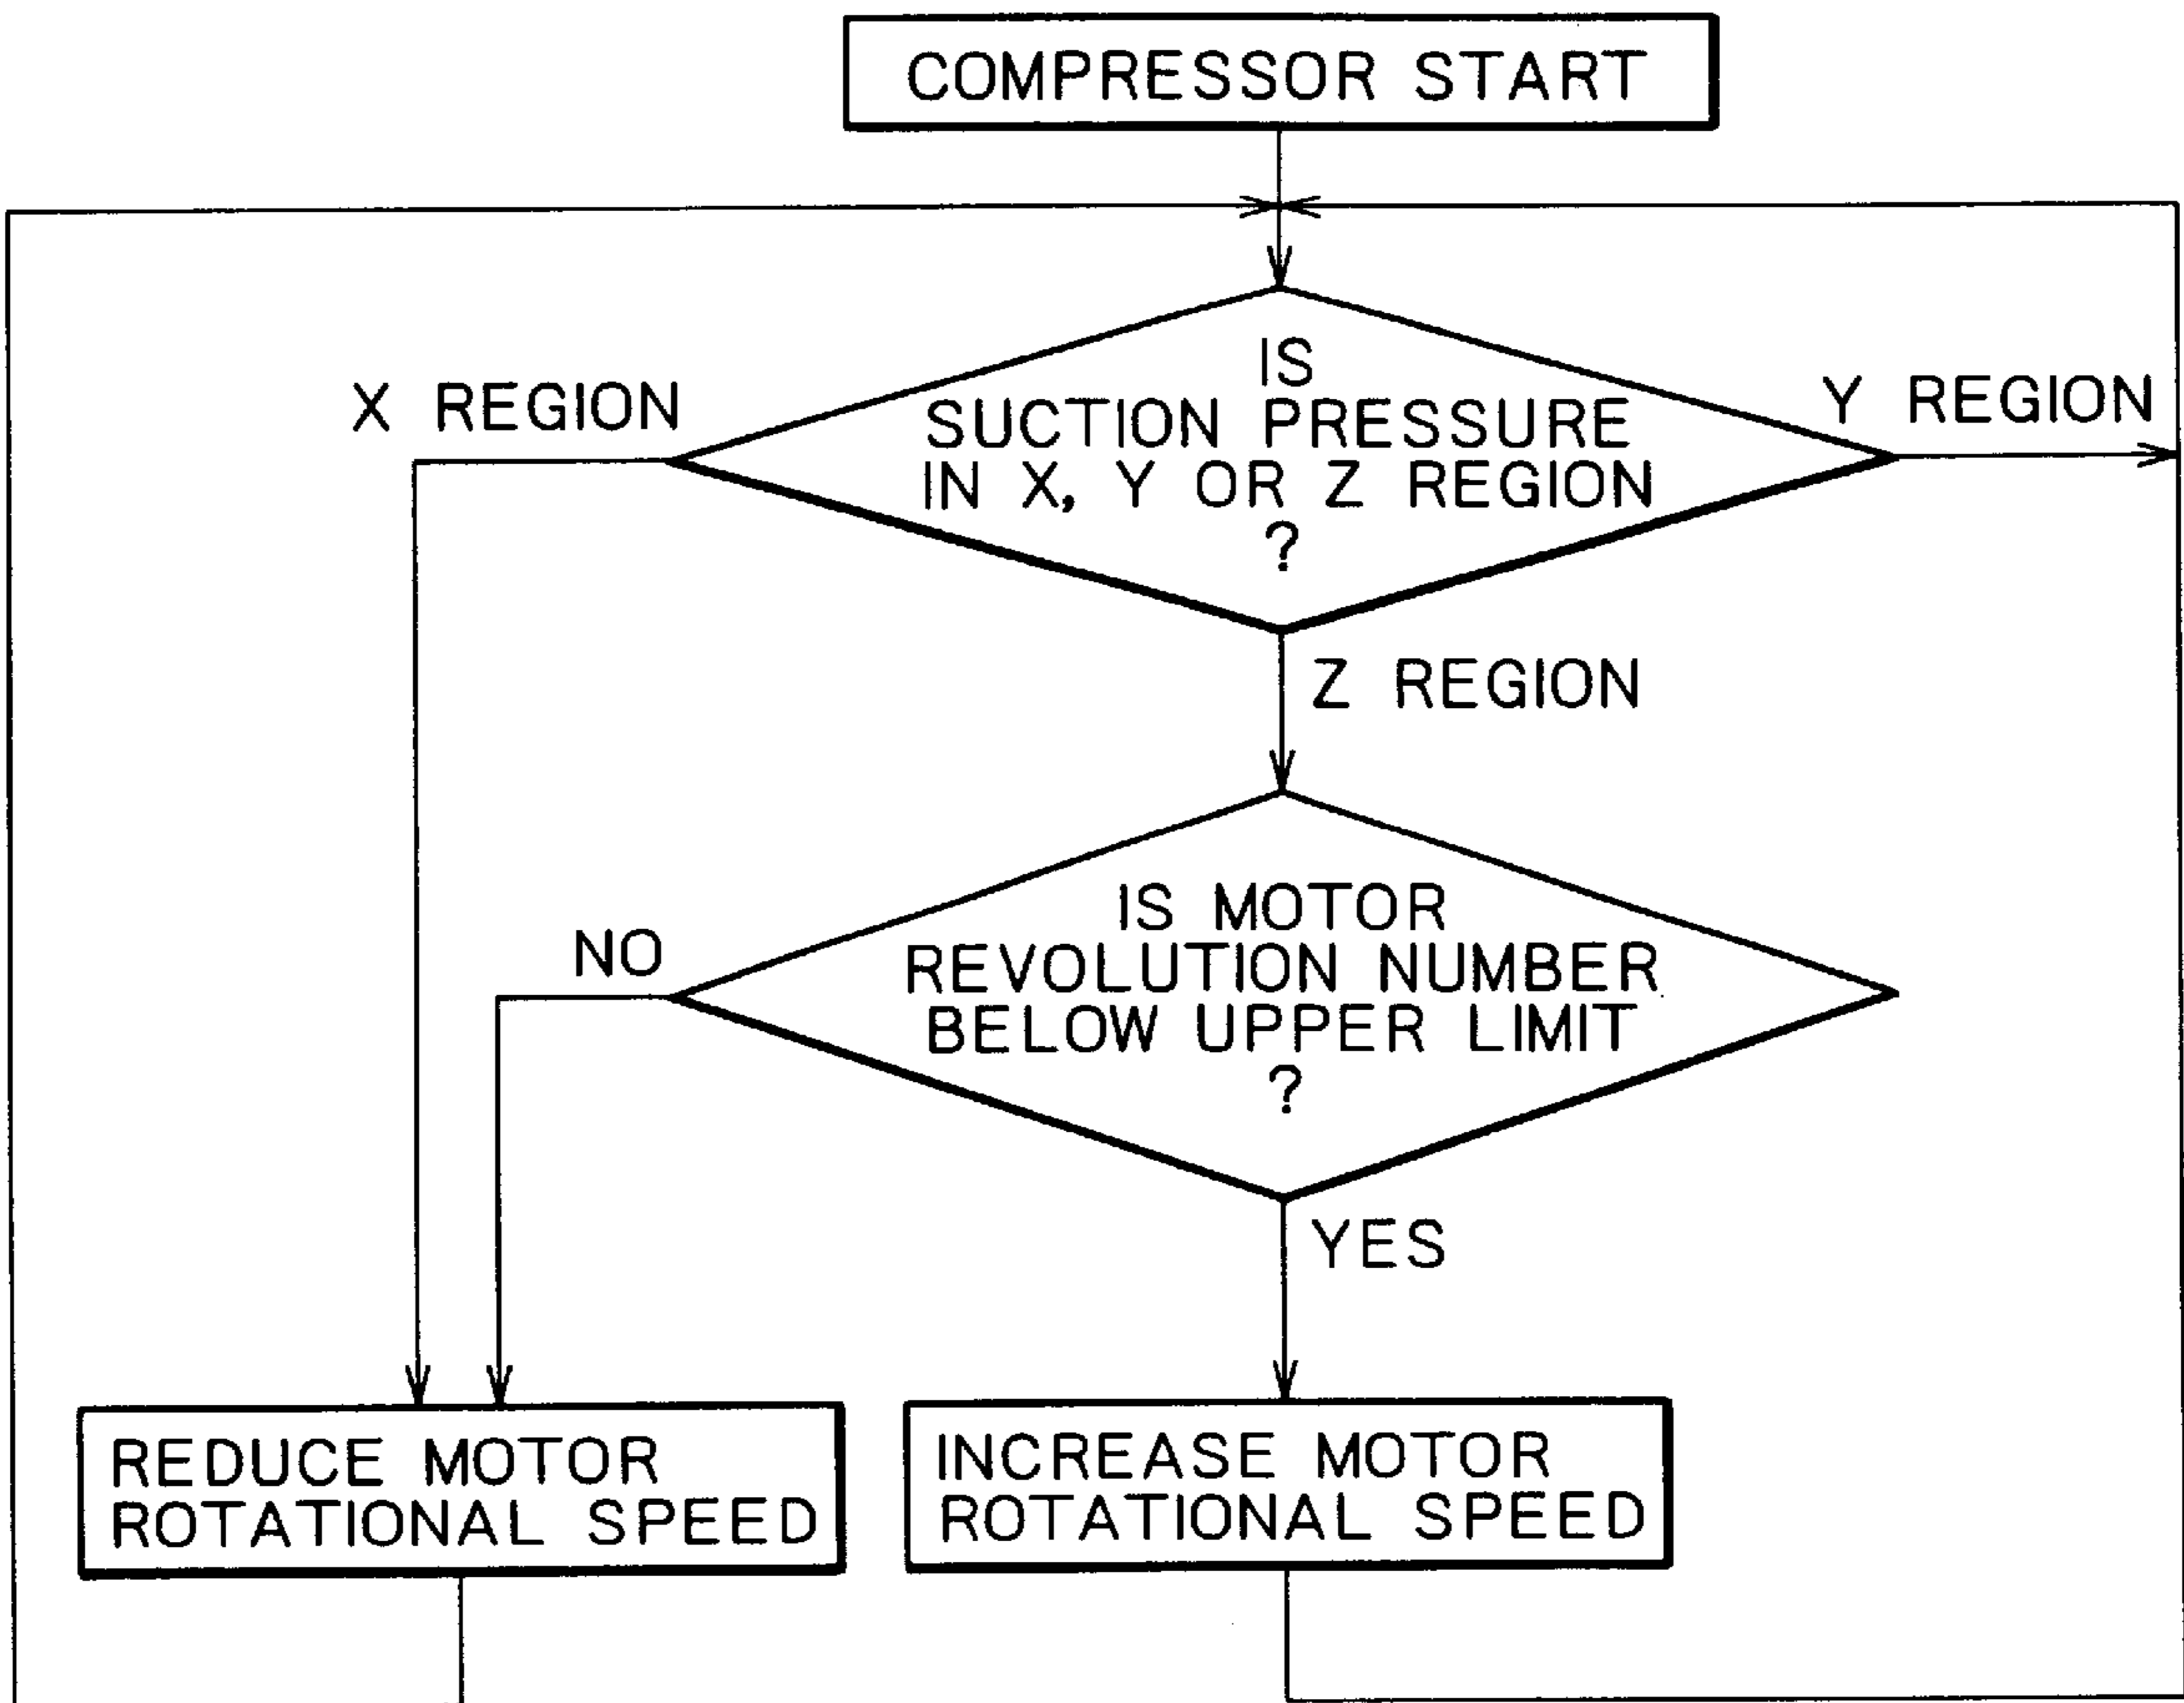 COMPRESSOR START
IS
SUCTION PRESSURE
IN X, Y OR Z REGION
?
X REGION
Y REGION
Z REGION
IS MOTOR
REVOLUTION NUMBER
BELOW UPPER LIMIT
?
NO
YES
REDUCE MOTOR
ROTATIONAL SPEED
INCREASE MOTOR
ROTATIONAL SPEED